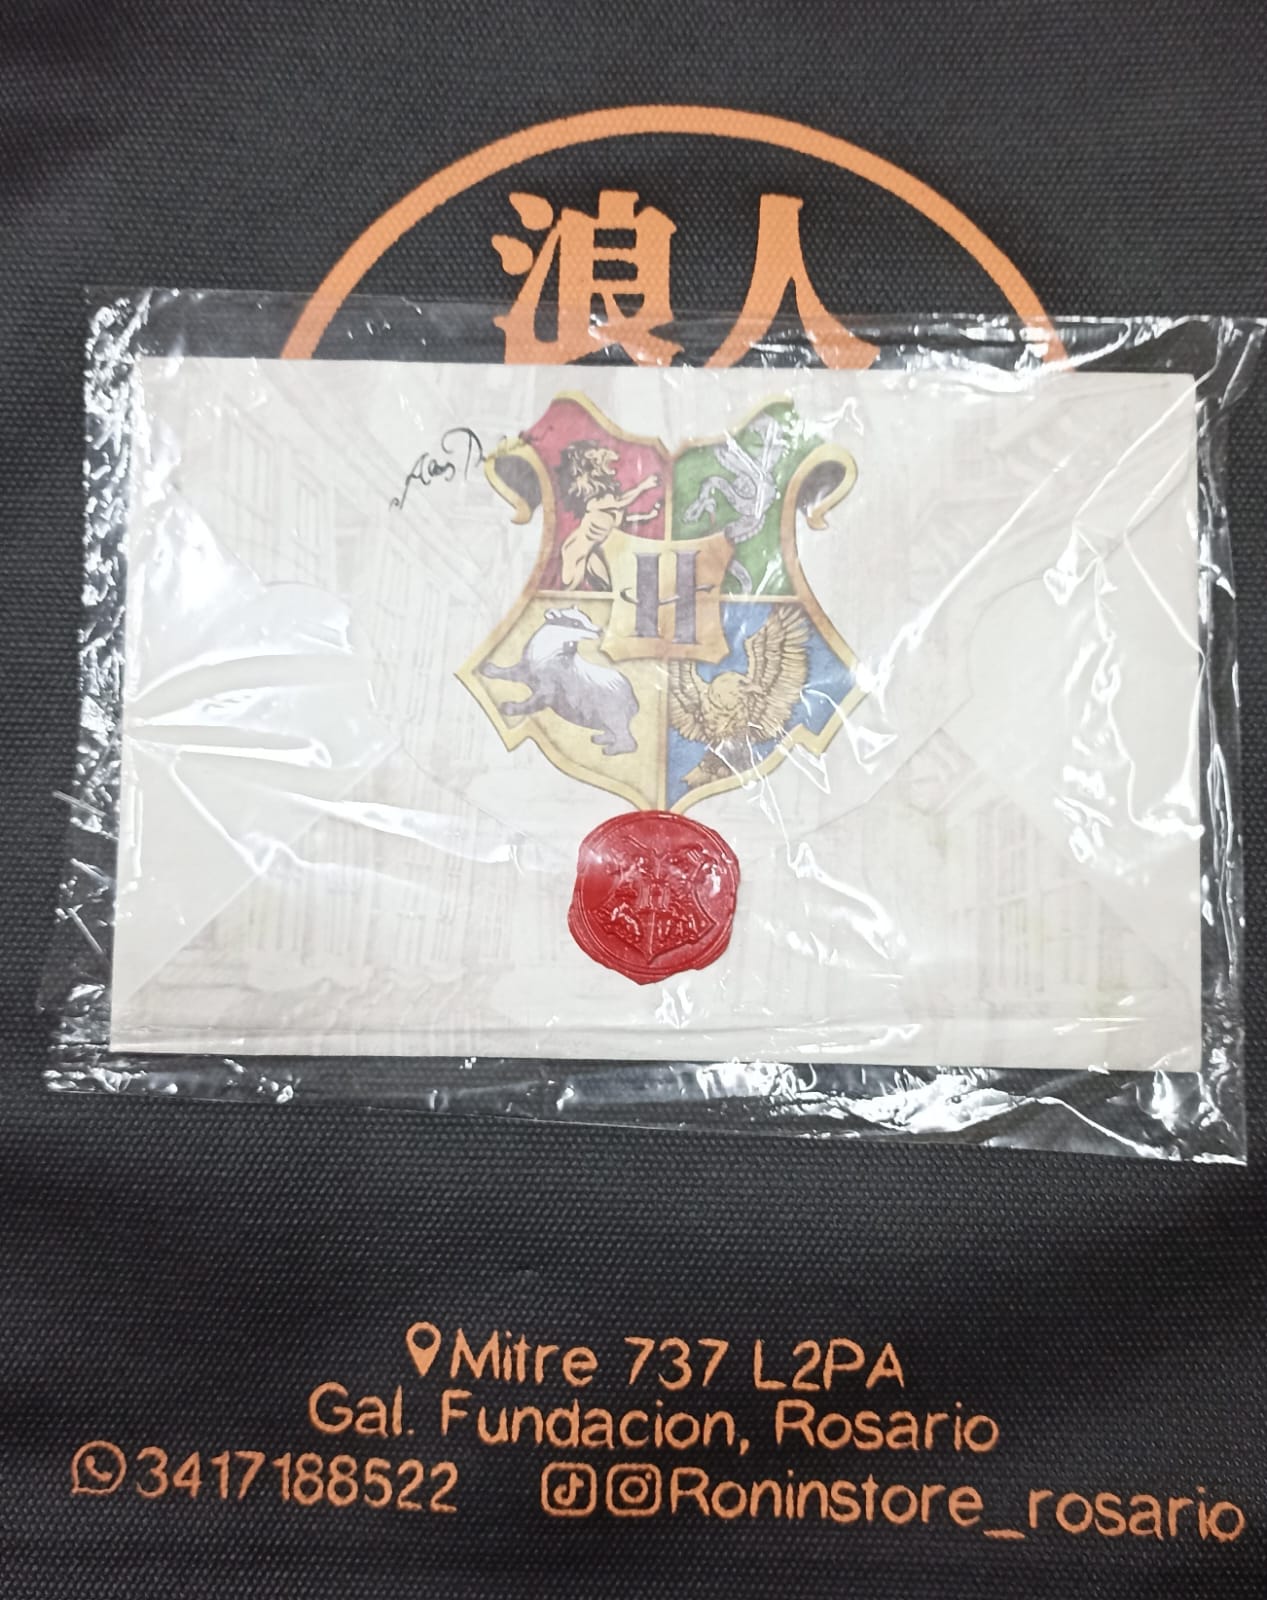 浪人
H
H
Mitre 737 L2PA
Gal. Fundacion, Rosario
3417188522 Roninstore_rosario